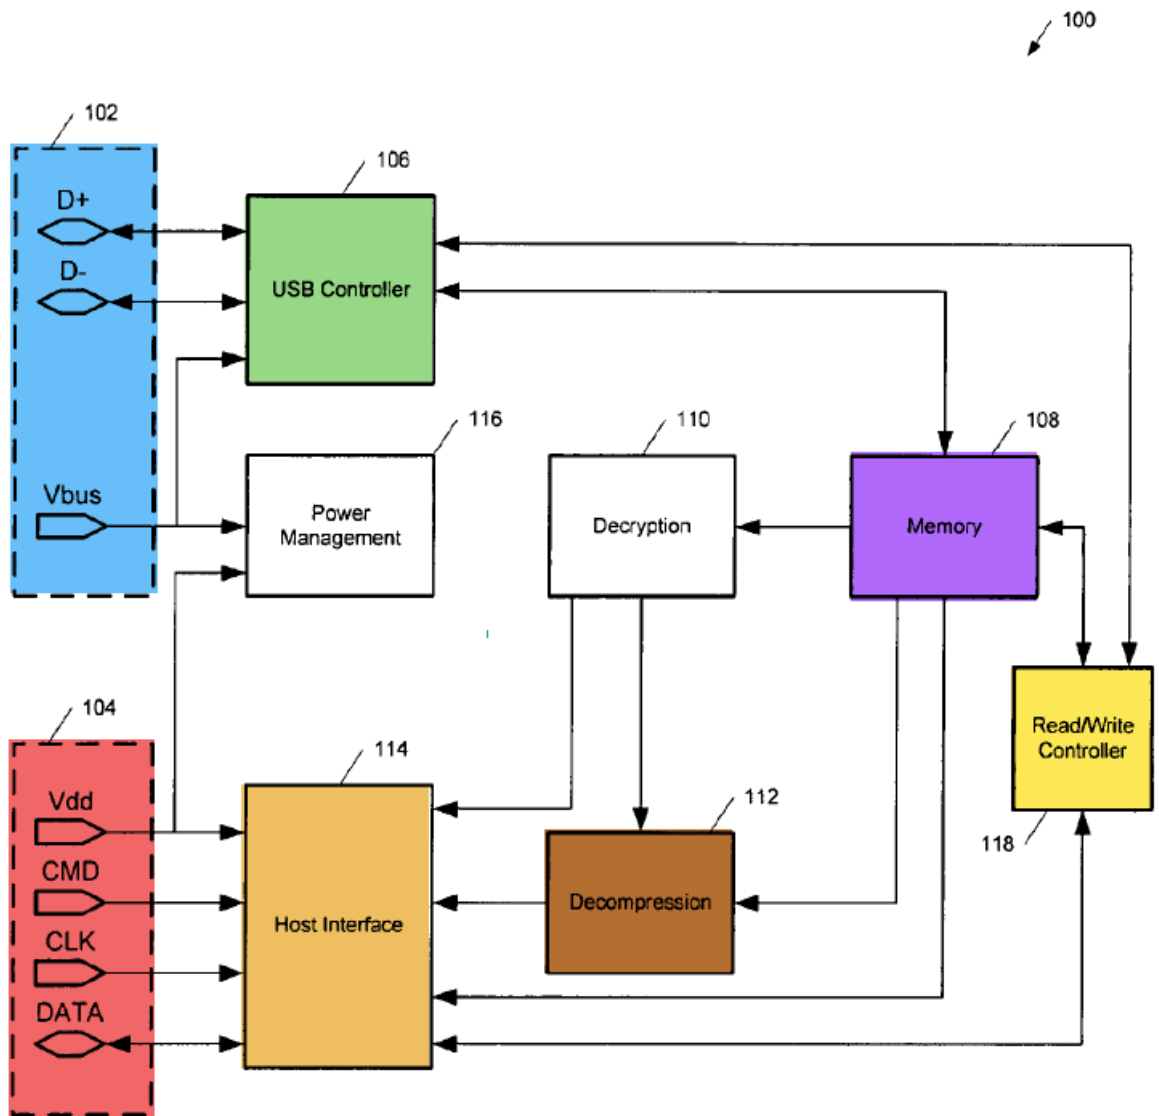 100
102
D+
D-
Vbus
106
USB Controller
116
Power
Management
110
Decryption
108
Memory
104
Vdd
CMD
CLK
DATA
114
Host Interface
112
Decompression
Read/Write
Controller
118